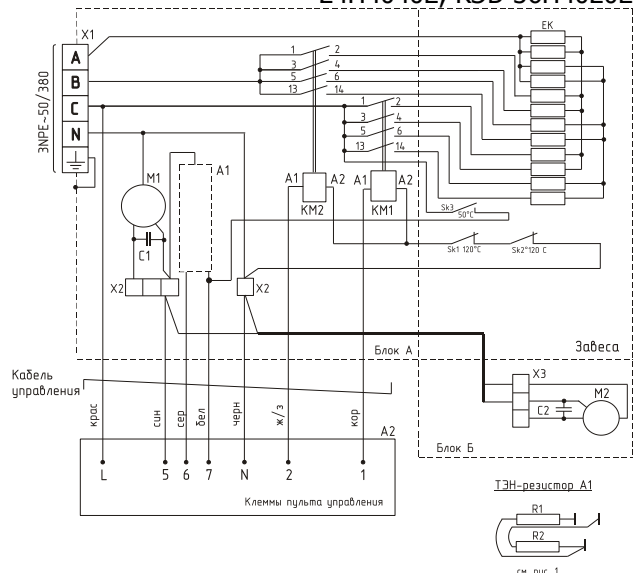 X1
EK
3NPE~50/380
A
B
C
N
1 2
3 4
5 6
13 14
1 2
3 4
5 6
13 14
M1
A1
A1 A2
KM2
A1 A2
KM1
Sk3
50°C
C1
Sk1 120°C
Sk2°120 C
X2
X2
Блок А
Завеса
Кабель
управления
X3
M2
C2
крас
син
сер
бел
черн
ж/з
кор
A2
Блок Б
L 5 6 7 N 2 1
Клеммы пульта управления
ТЭН-резистор А1
R1
R2